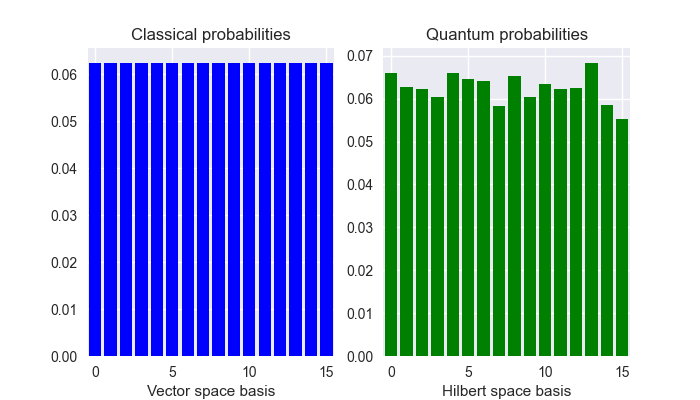 Classical probabilities
0.06
0.05
0.04
0.03
0.02
0.01
0.00
0 5 10 15
Vector space basis
Quantum probabilities
0.07
0.06
0.05
0.04
0.03
0.02
0.01
0.00
0 5 10 15
Hilbert space basis